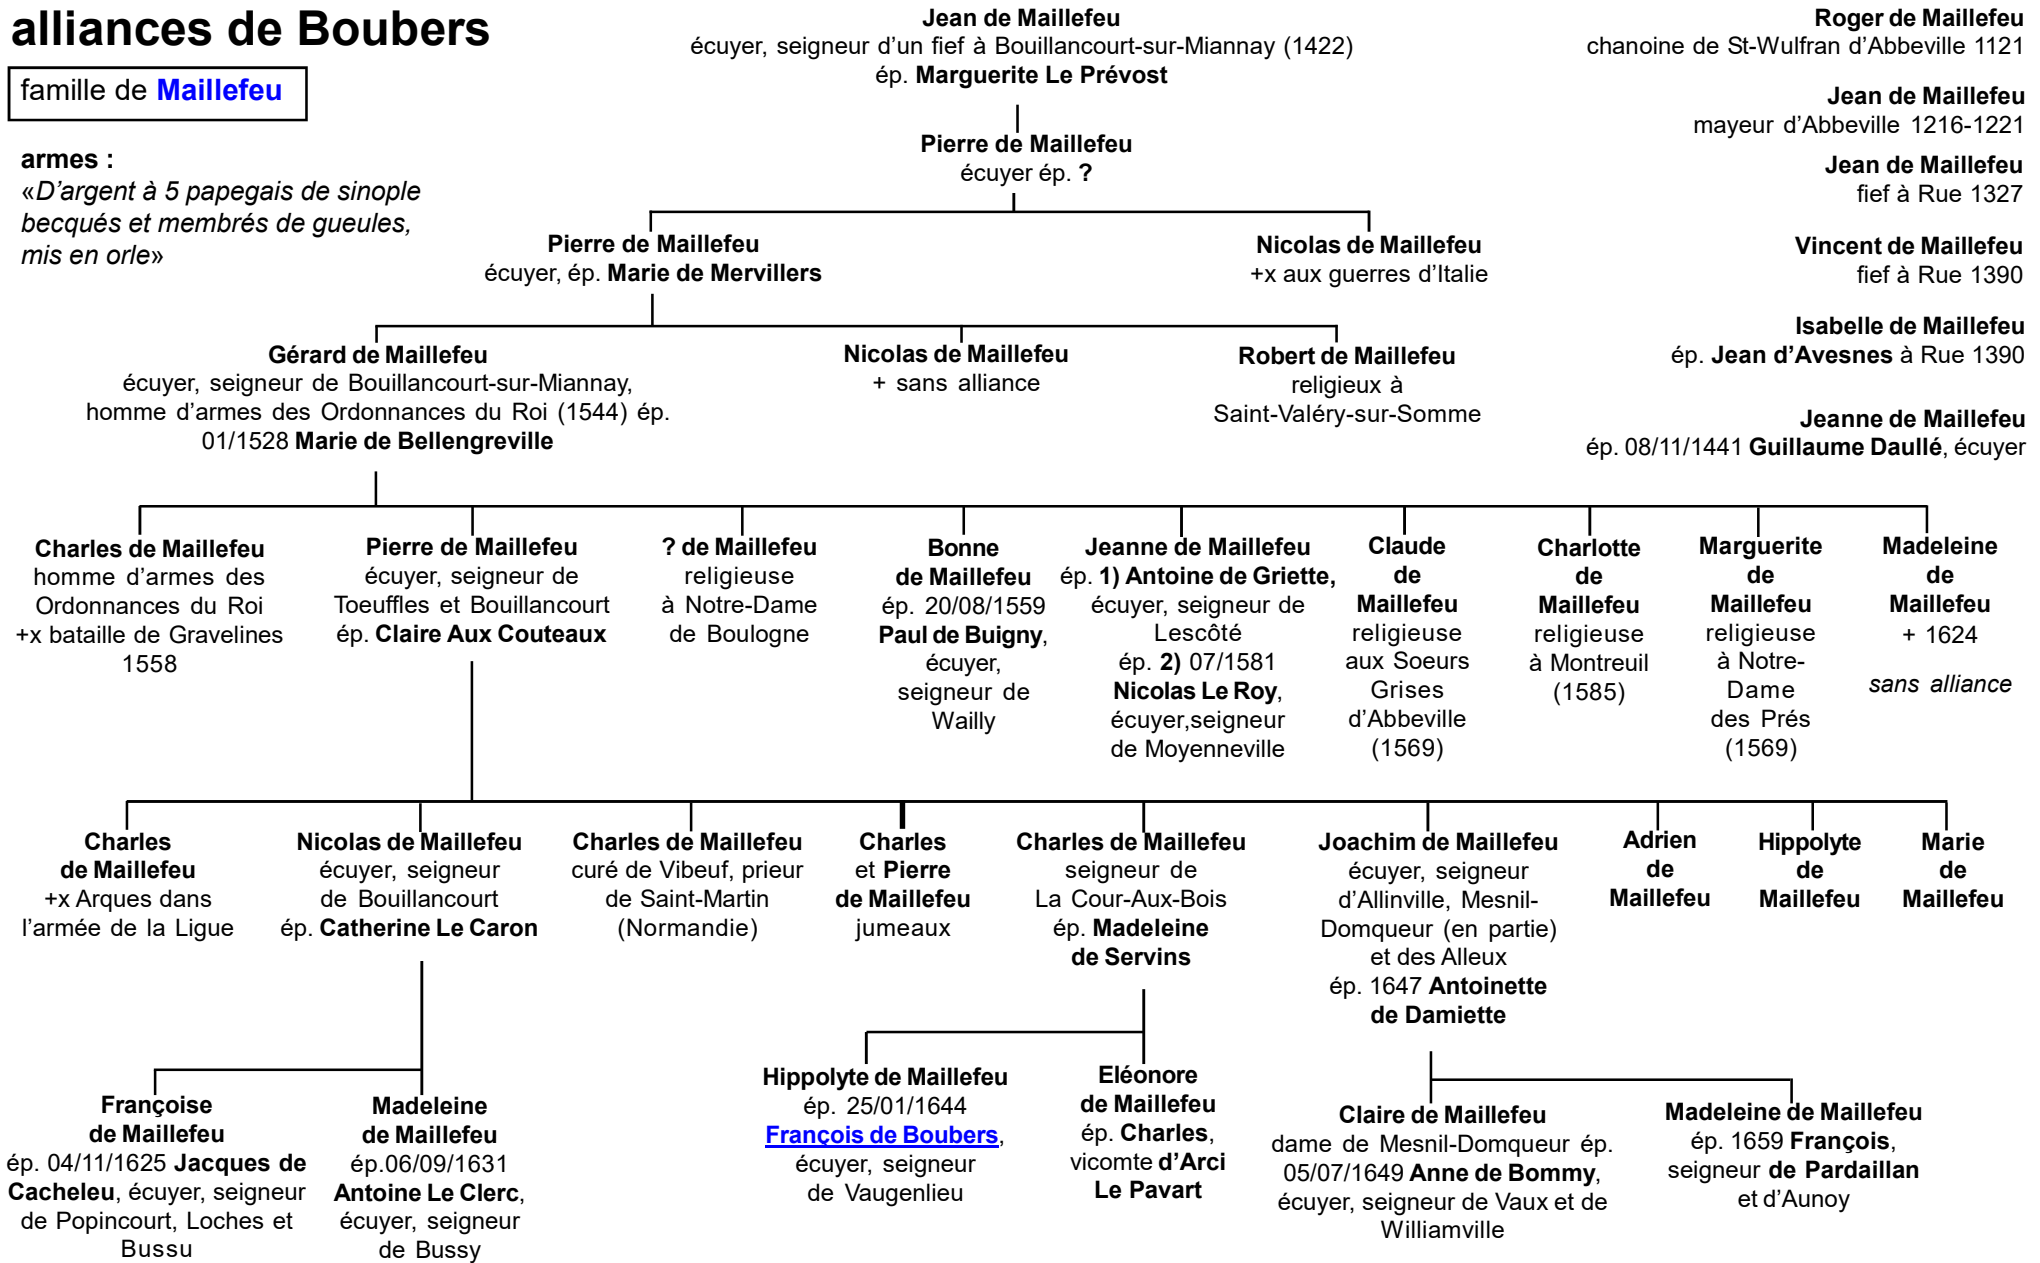 alliances de Boubers
famille de Maillefeu
armes :
«D’argent à 5 papegais de sinople
becqués et membrés de gueules,
mis en orle»
Jean de Maillefeu
écuyer, seigneur d’un fief à Bouillancourt-sur-Miannay (1422)
ép. Marguerite Le Prévost
Pierre de Maillefeu
écuyer ép. ?
Roger de Maillefeu
chanoine de St-Wulfran d’Abbeville 1121
Jean de Maillefeu
mayeur d’Abbeville 1216-1221
Jean de Maillefeu
fief à Rue 1327
Vincent de Maillefeu
fief à Rue 1390
Isabelle de Maillefeu
ép. Jean d’Avesnes à Rue 1390
Jeanne de Maillefeu
ép. 08/11/1441 Guillaume Daullé, écuyer
Pierre de Maillefeu
écuyer, ép. Marie de Mervillers
Nicolas de Maillefeu
+x aux guerres d’Italie
Gérard de Maillefeu
écuyer, seigneur de Bouillancourt-sur-Miannay,
homme d’armes des Ordonnances du Roi (1544) ép.
01/1528 Marie de Bellengreville
Nicolas de Maillefeu
+ sans alliance
Robert de Maillefeu
religieux à
Saint-Valéry-sur-Somme
Charles de Maillefeu
homme d’armes des
Ordonnances du Roi
+x bataille de Gravelines
1558
Pierre de Maillefeu
écuyer, seigneur de
Toeuffles et Bouillancourt
ép. Claire Aux Couteaux
? de Maillefeu
religieuse
à Notre-Dame
de Boulogne
Bonne
de Maillefeu
ép. 20/08/1559
Paul de Buigny,
écuyer,
seigneur de
Wailly
Jeanne de Maillefeu
ép. 1) Antoine de Griette,
écuyer, seigneur de
Lescôté
ép. 2) 07/1581
Nicolas Le Roy,
écuyer,seigneur
de Moyenneville
Claude
de
Maillefeu
religieuse
aux Soeurs
Grises
d’Abbeville
(1569)
Charlotte
de
Maillefeu
religieuse
à Montreuil
(1585)
Marguerite
de
Maillefeu
religieuse
à Notre-
Dame
des Prés
(1569)
Madeleine
de
Maillefeu
+ 1624
sans alliance
Charles
de Maillefeu
+x Arques dans
l’armée de la Ligue
Nicolas de Maillefeu
écuyer, seigneur
de Bouillancourt
ép. Catherine Le Caron
Charles de Maillefeu
curé de Vibeuf, prieur
de Saint-Martin
(Normandie)
Charles
et Pierre
de Maillefeu
jumeaux
Charles de Maillefeu
seigneur de
La Cour-Aux-Bois
ép. Madeleine
de Servins
Joachim de Maillefeu
écuyer, seigneur
d’Allinville, Mesnil-
Domqueur (en partie)
et des Alleux
ép. 1647 Antoinette
de Damiette
Adrien
de
Maillefeu
Hippolyte
de
Maillefeu
Marie
de
Maillefeu
Françoise
de Maillefeu
ép. 04/11/1625 Jacques de
Cacheleu, écuyer, seigneur
de Popincourt, Loches et
Bussu
Madeleine
de Maillefeu
ép.06/09/1631
Antoine Le Clerc,
écuyer, seigneur
de Bussy
Hippolyte de Maillefeu
ép. 25/01/1644
François de Boubers,
écuyer, seigneur
de Vaugenlieu
Eléonore
de Maillefeu
ép. Charles,
vicomte d’Arci
Le Pavart
Claire de Maillefeu
dame de Mesnil-Domqueur ép.
05/07/1649 Anne de Bommy,
écuyer, seigneur de Vaux et de
Williamville
Madeleine de Maillefeu
ép. 1659 François,
seigneur de Pardaillan
et d’Aunoy